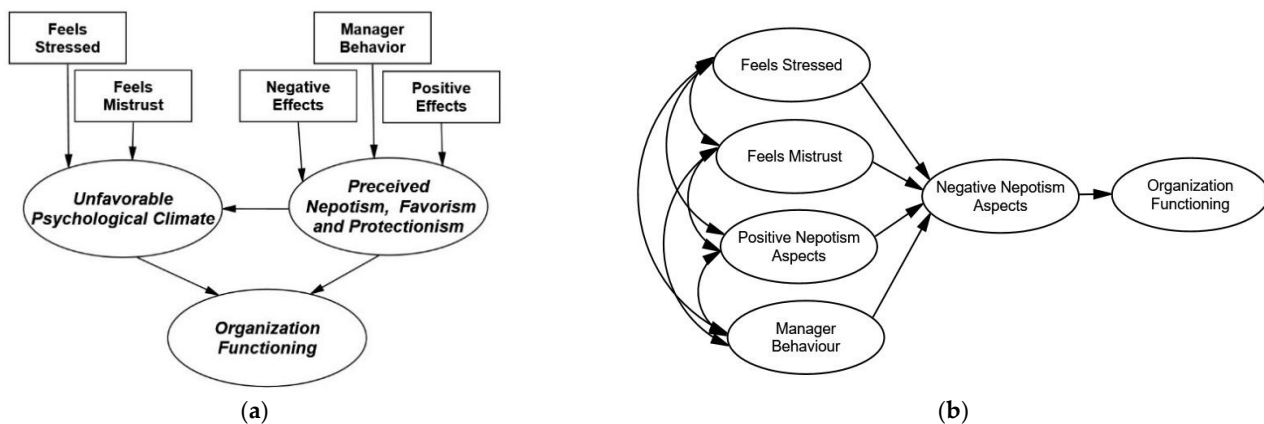 Feels
Stressed
Manager
Behavior
Feels
Mistrust
Negative
Effects
Positive
Effects
Unfavorable
Psychological Climate
Preceived
Nepotism, Favorism
and Protectionism
Organization
Functioning
(a)
Feels Stressed
Feels Mistrust
Positive Nepotism
Aspects
Manager
Behaviour
Negative Nepotism
Aspects
Organization
Functioning
(b)